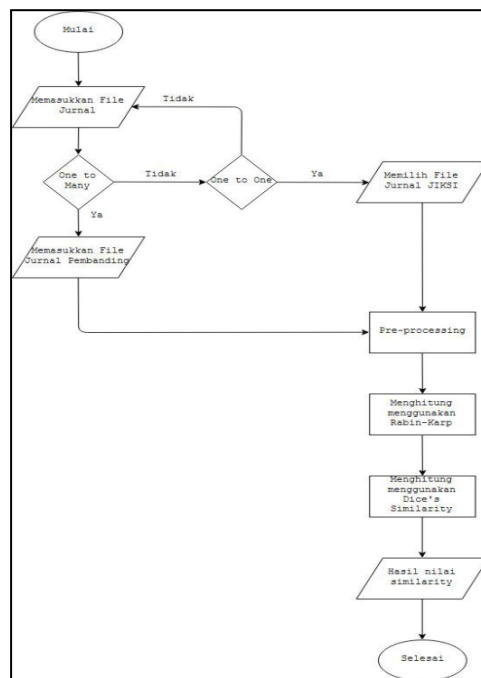 Mulai
Memasukkan File
Jurnal
Tidak
One to
Many
Tidak
One to One
Ya
Memilih File
Jurnal JIKSI
Ya
Memasukkan File
Jurnal Pembanding
Pre-processing
Menghitung
menggunakan
Rabin-Karp
Menghitung
menggunakan
Dice's
Similarity
Hasil nilai
similarity
Selesai